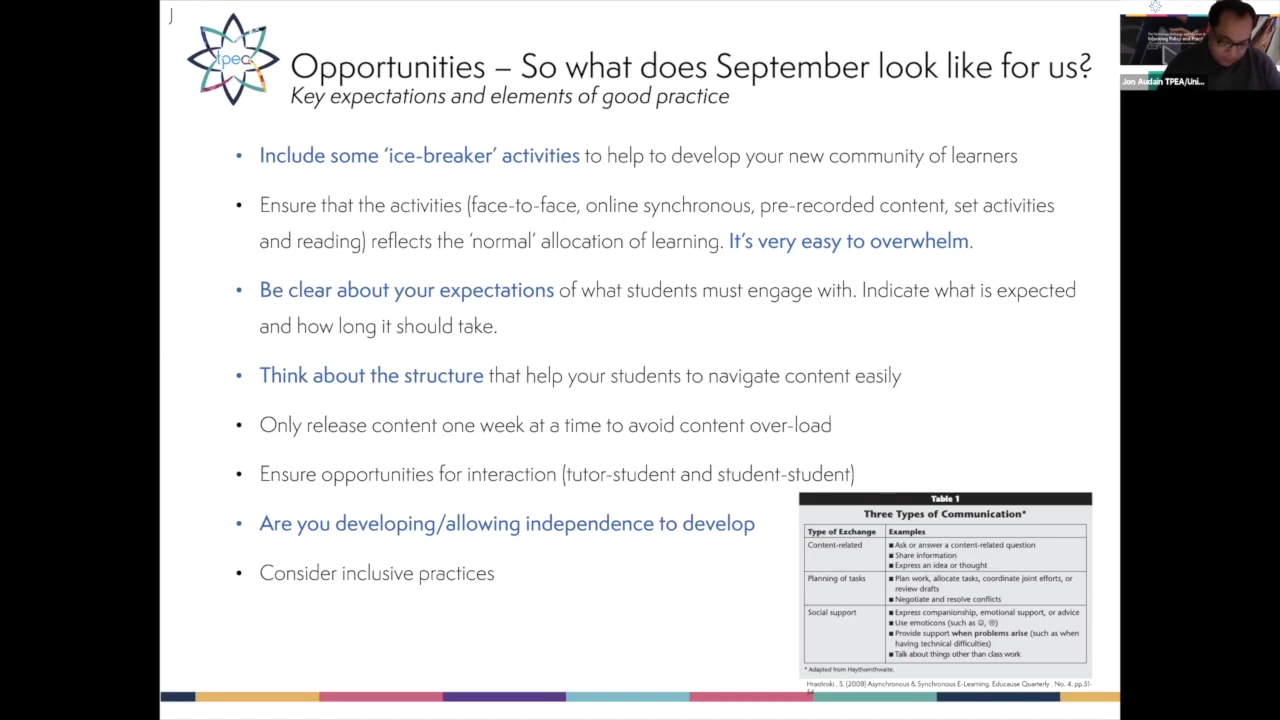 J
tpea
Opportunities – So what does September look like for us?
Key expectations and elements of good practice
• Include some ‘ice-breaker’ activities to help to develop your new community of learners
• Ensure that the activities (face-to-face, online synchronous, pre-recorded content, set activities
and reading) reflects the ‘normal’ allocation of learning. It’s very easy to overwhelm.
• Be clear about your expectations of what students must engage with. Indicate what is expected
and how long it should take.
• Think about the structure that help your students to navigate content easily
• Only release content one week at a time to avoid content over-load
• Ensure opportunities for interaction (tutor-student and student-student)
• Are you developing/allowing independence to develop
• Consider inclusive practices
Table 1
Three Types of Communication*
Type of Exchange Examples
Content-related ■ Ask or answer a content-related question
■ Share information
■ Express an idea or thought
Planning of tasks ■ Plan work, allocate tasks, coordinate joint efforts, or
review drafts
■ Negotiate and resolve conflicts
Social support ■ Express companionship, emotional support, or advice
■ Use emoticons (such as ☺, ☹)
■ Provide support when problems arise (such as when
having technical difficulties)
■ Talk about things other than class work
* Adapted from Haythornthwaite.
Hrastinski , S. (2008) Asynchronous & Synchronous E-Learning. Educause Quarterly . No. 4. pp.51-
54
Informing Policy and Pract
Jon Audain TPEA/Uni...